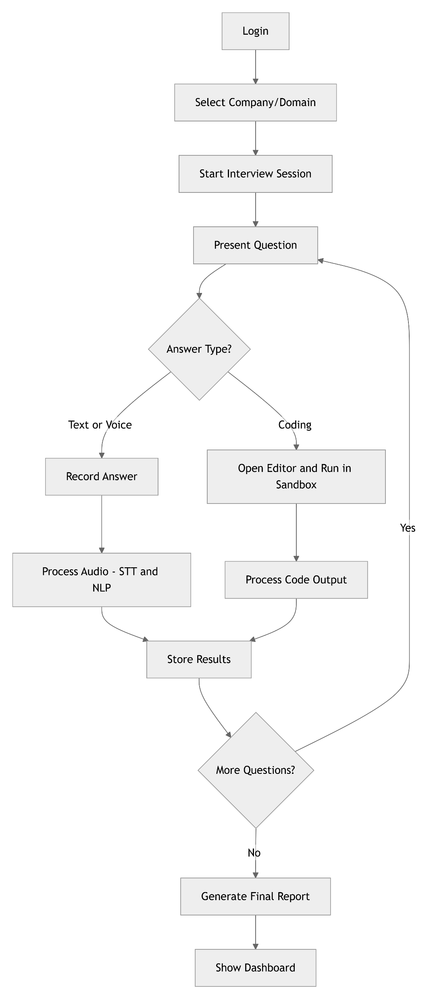 Login
Select Company/Domain
Start Interview Session
Present Question
Answer Type?
Text or Voice
Coding
Record Answer
Open Editor and Run in
Sandbox
Yes
Process Audio - STT and
NLP
Process Code Output
Store Results
More Questions?
No
Generate Final Report
Show Dashboard